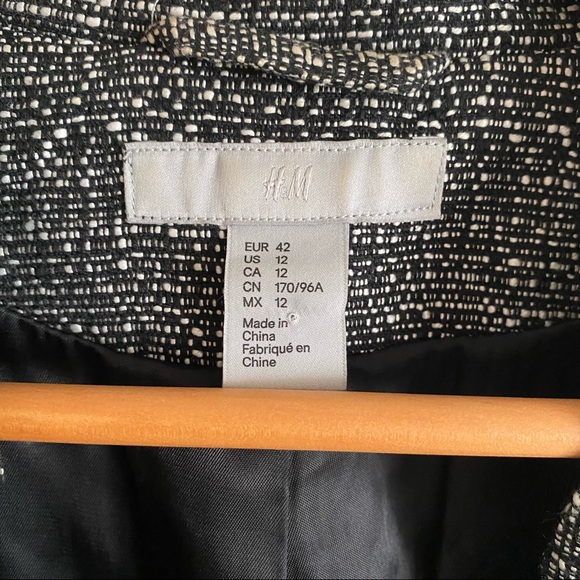 H&M
EUR 42
US 12
CA 12
CN 170/96A
MX 12
Made in
China
Fabriqué en
Chine